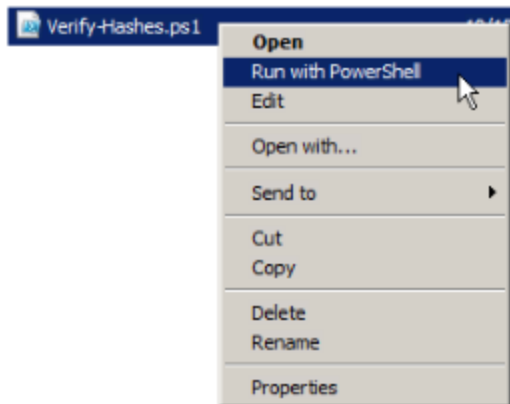 Verify-Hashes.ps1
Open
Run with PowerShell
Edit
Open with...
Send to
Cut
Copy
Delete
Rename
Properties